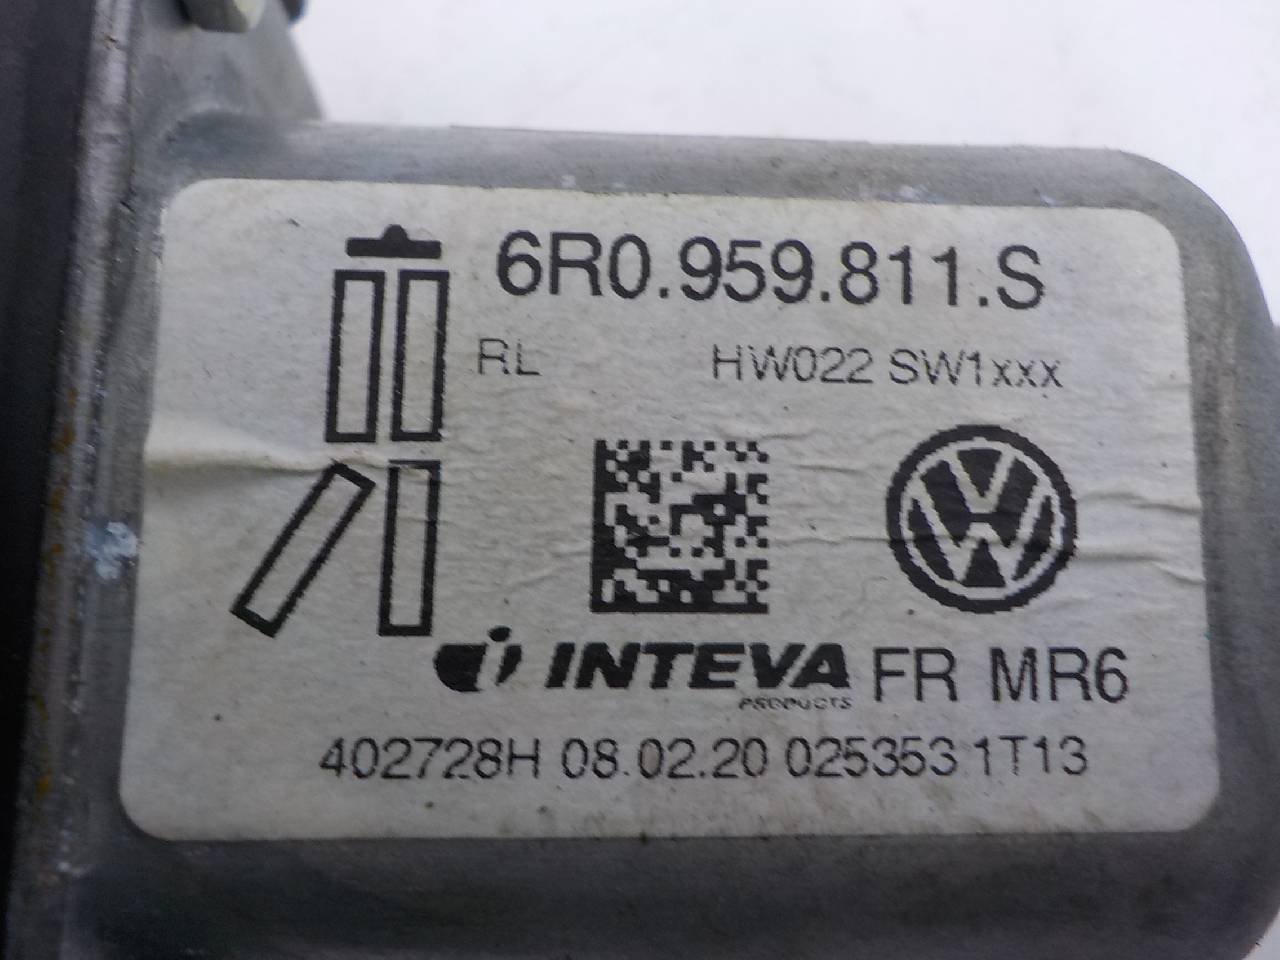 6R0.959.811.S
RL HW022 SW1xxx
INTEVA FR MR6
PRODUCTS
402728H 08.02.20 025353 1T13